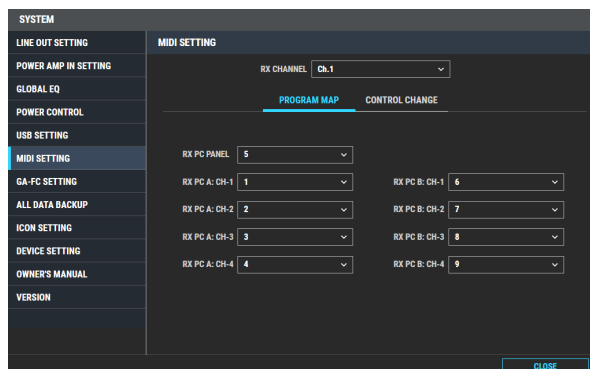 SYSTEM
LINE OUT SETTING
POWER AMP IN SETTING
GLOBAL EQ
POWER CONTROL
USB SETTING
MIDI SETTING
GA-FC SETTING
ALL DATA BACKUP
ICON SETTING
DEVICE SETTING
OWNER'S MANUAL
VERSION
MIDI SETTING
RX CHANNEL Ch.1
PROGRAM MAP CONTROL CHANGE
RX PC PANEL 5
RX PC A: CH-1 1 RX PC B: CH-1 6
RX PC A: CH-2 2 RX PC B: CH-2 7
RX PC A: CH-3 3 RX PC B: CH-3 8
RX PC A: CH-4 4 RX PC B: CH-4 9
CLOSE